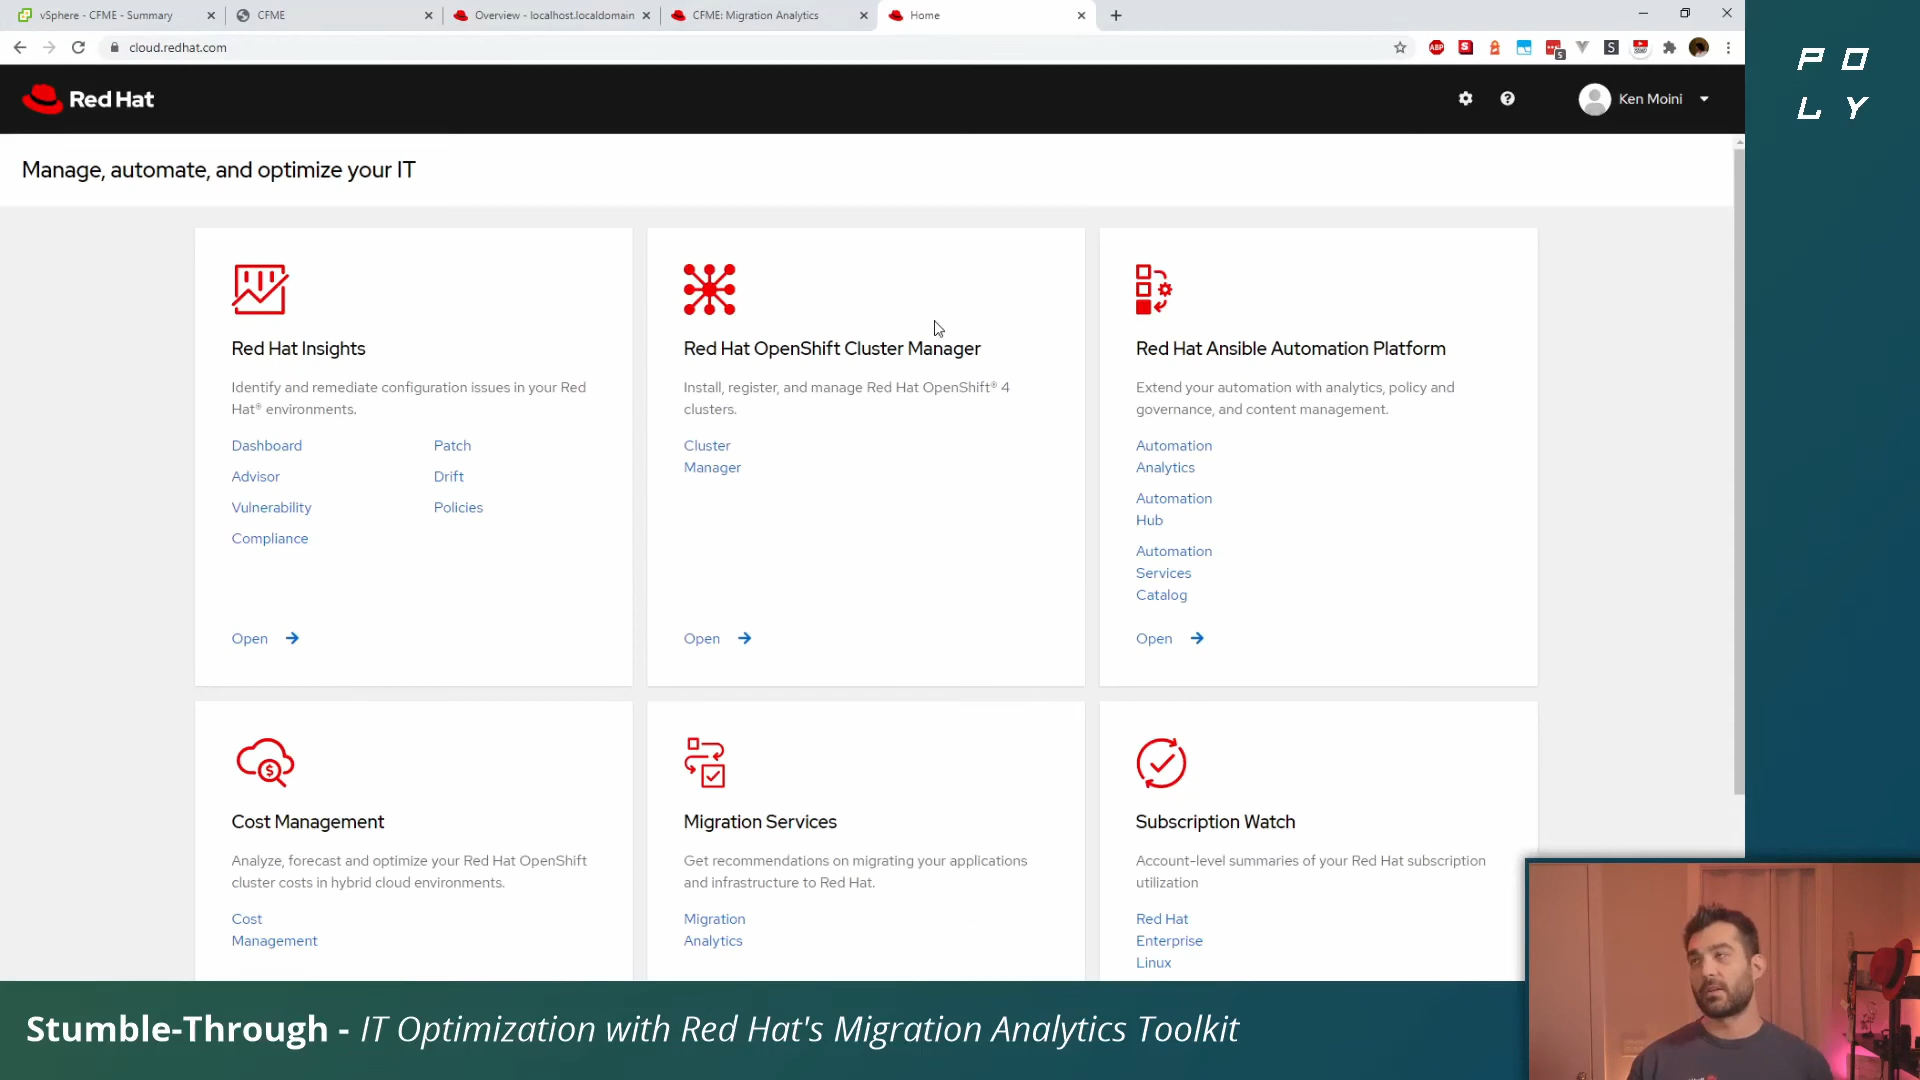 vSphere - CFME - Summary
CFME
Overview - localhost.localdomain
CFME: Migration Analytics
Home
cloud.redhat.com
ABP
S
5
S
PO
LY
Red Hat
Ken Moini
Manage, automate, and optimize your IT
Red Hat Insights
Identify and remediate configuration issues in your Red
Hat® environments.
Dashboard
Patch
Advisor
Drift
Vulnerability
Policies
Compliance
Open
Red Hat OpenShift Cluster Manager
Install, register, and manage Red Hat OpenShift® 4
clusters.
Cluster
Manager
Open
Red Hat Ansible Automation Platform
Extend your automation with analytics, policy and
governance, and content management.
Automation
Analytics
Automation
Hub
Automation
Services
Catalog
Open
Cost Management
Analyze, forecast and optimize your Red Hat OpenShift
cluster costs in hybrid cloud environments.
Cost
Management
Migration Services
Get recommendations on migrating your applications
and infrastructure to Red Hat.
Migration
Analytics
Subscription Watch
Account-level summaries of your Red Hat subscription
utilization
Red Hat
Enterprise
Linux
Stumble-Through - IT Optimization with Red Hat's Migration Analytics Toolkit